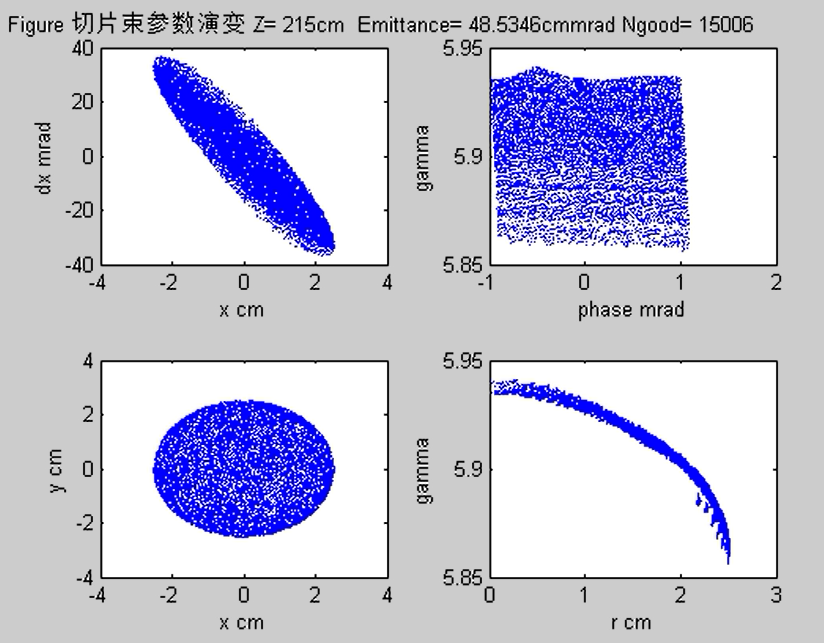 Figure 切片束参数演变 Z= 215cm Emittance= 48.5346cmmrad Ngood= 15006
40
20
0
-20
-40
dx mrad
-4 -2 0 2 4
x cm
5.95
5.9
5.85
gamma
-1 0 1 2
phase mrad
4
2
0
-2
-4
y cm
-4 -2 0 2 4
x cm
5.95
5.9
5.85
gamma
0 1 2 3
r cm